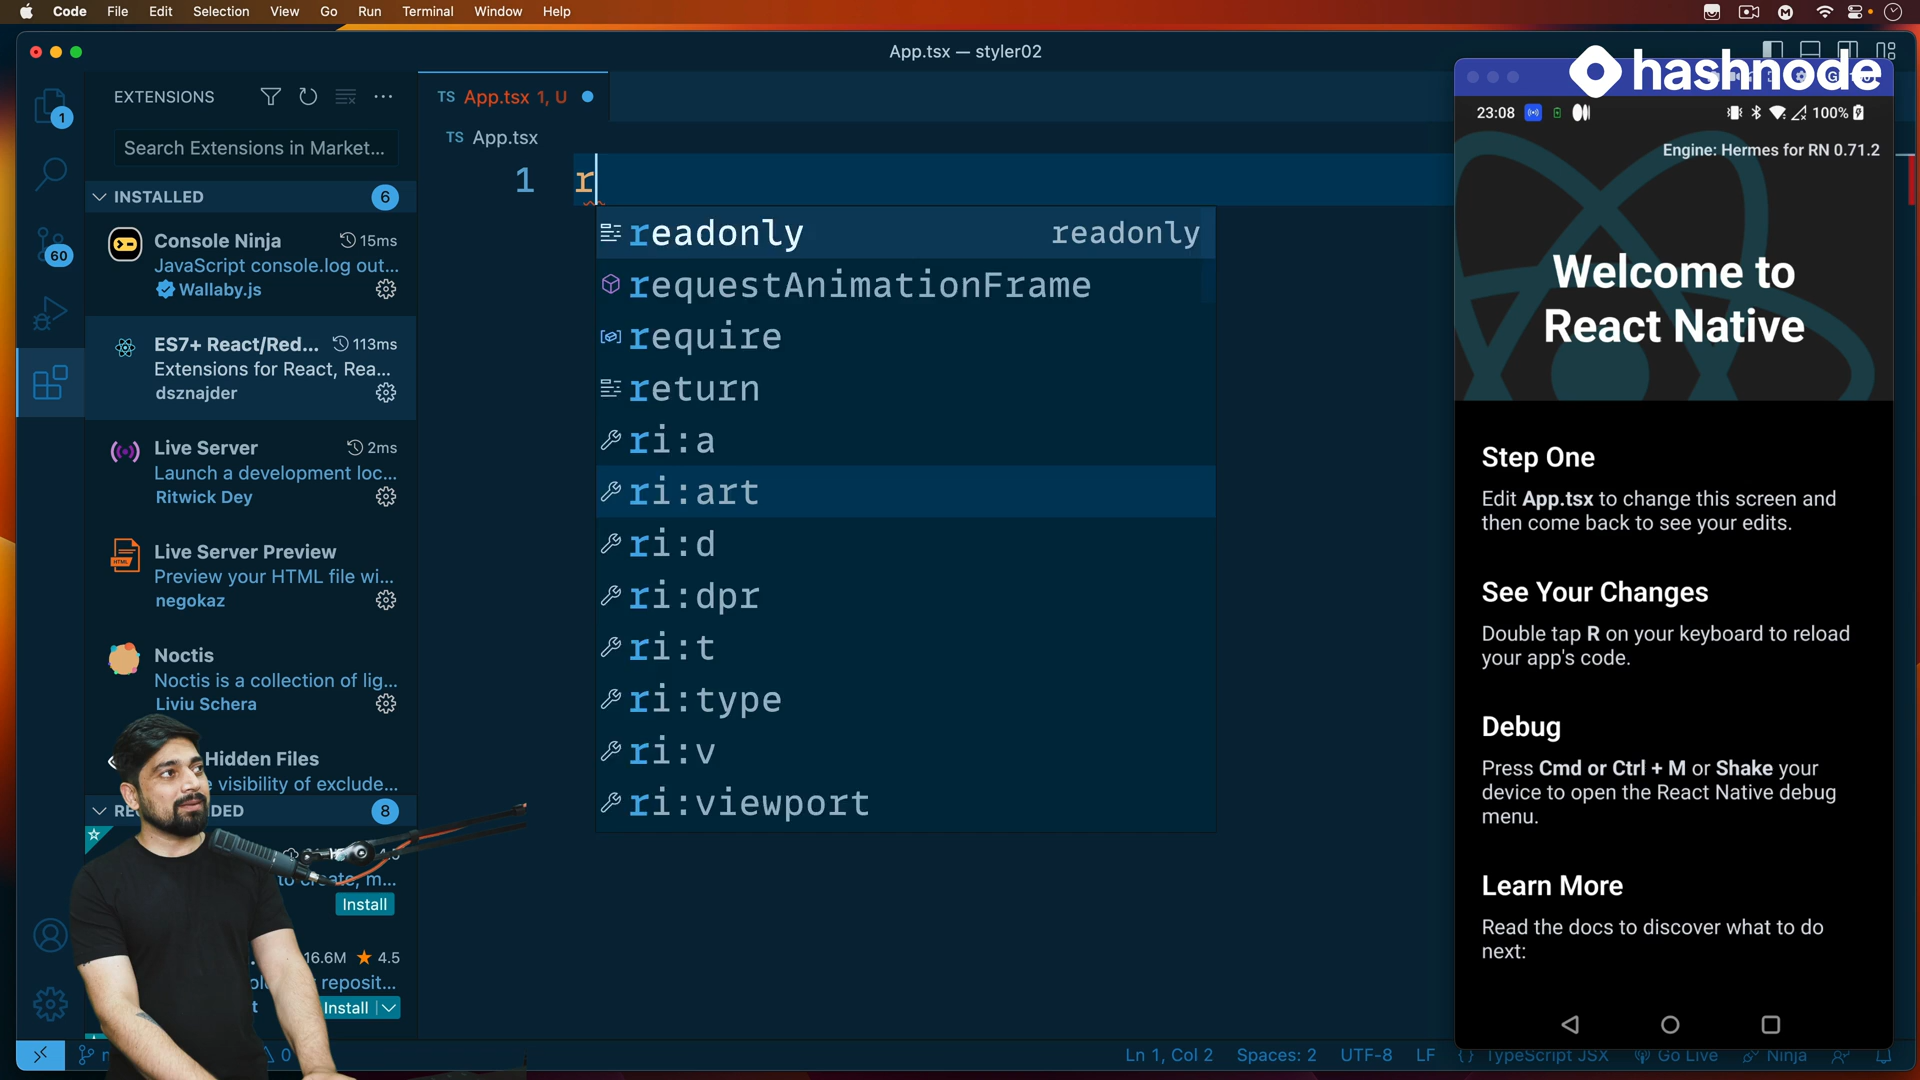 Code File Edit Selection View Go Run Terminal Window Help
App.tsx — styler02
hashnode
EXTENSIONS
Search Extensions in Market...
INSTALLED 6
Console Ninja 15ms
JavaScript console.log out...
Wallaby.js
ES7+ React/Red... 113ms
Extensions for React, Rea...
dsznajder
Live Server 2ms
Launch a development loc...
Ritwick Dey
Live Server Preview
Preview your HTML file wi...
negokaz
Noctis
Noctis is a collection of lig...
Liviu Schera
Hidden Files
visibility of exclude...
8
to create, m...
Install
16.6M ★ 4.5
reposit...
Install
1
60
TS App.tsx 1, U
TS App.tsx
1 r
readonly readonly
requestAnimationFrame
require
return
ri:a
ri:art
ri:d
ri:dpr
ri:t
ri:type
ri:v
ri:viewport
23:08 100%
Engine: Hermes for RN 0.71.2
Welcome to
React Native
Step One
Edit App.tsx to change this screen and
then come back to see your edits.
See Your Changes
Double tap R on your keyboard to reload
your app's code.
Debug
Press Cmd or Ctrl + M or Shake your
device to open the React Native debug
menu.
Learn More
Read the docs to discover what to do
next:
0 Ln 1, Col 2 Spaces: 2 UTF-8 LF {} TypeScript JSX Go Live Ninja